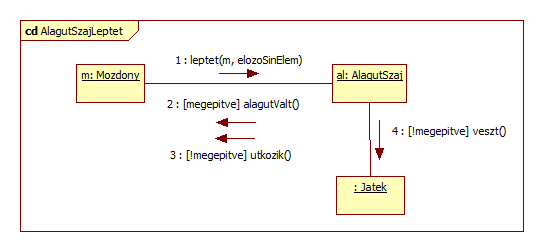 cd AlagutSzajLeptet
1 : leptet(m, elozoSinElem)
m: Mozdony
al: AlagutSzaj
2 : [megepitve] alagutValt()
4 : [!megepitve] veszt()
3 : [!megepitve] utkozik()
: Jatek